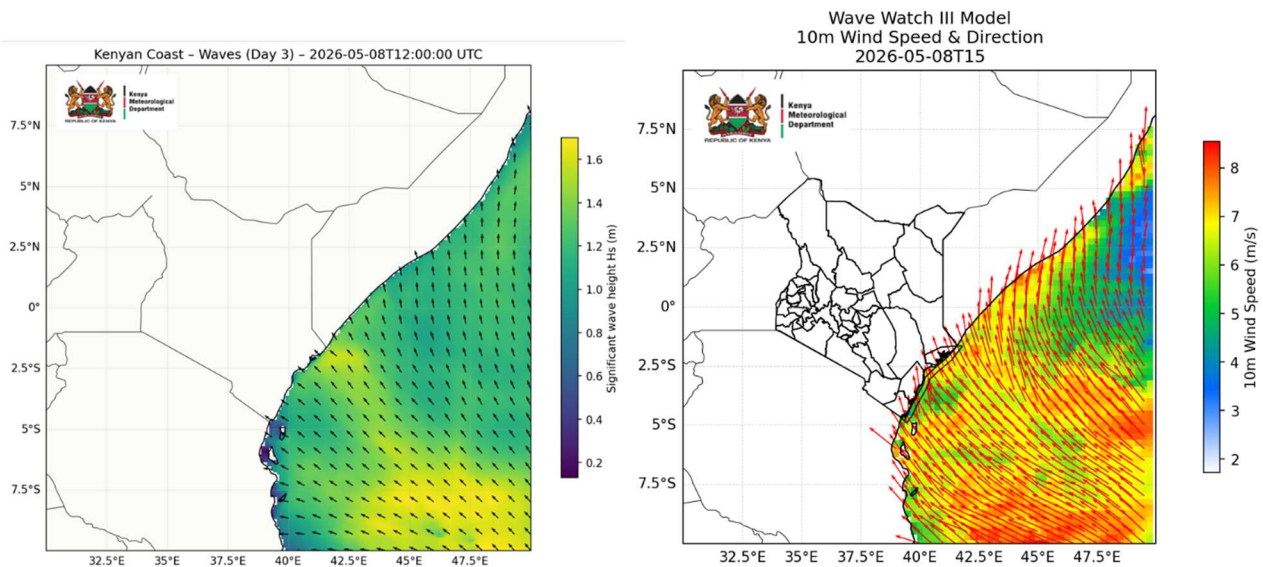 Kenyan Coast – Waves (Day 3) – 2026-05-08T12:00:00 UTC
Kenya
Meteorological
Department
REPUBLIC OF KENYA
7.5°N
5°N
2.5°N
0°
2.5°S
5°S
7.5°S
32.5°E 35°E 37.5°E 40°E 42.5°E 45°E 47.5°E
1.6
1.4
1.2
1.0
0.8
0.6
0.4
0.2
Significant wave height Hs (m)
Wave Watch III Model
10m Wind Speed & Direction
2026-05-08T15
Kenya
Meteorological
Department
REPUBLIC OF KENYA
7.5°N
5°N
2.5°N
0°
2.5°S
5°S
7.5°S
32.5°E 35°E 37.5°E 40°E 42.5°E 45°E 47.5°E
8
7
6
5
4
3
2
10m Wind Speed (m/s)